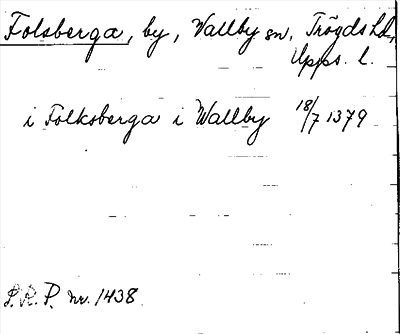 Folsberga, by, Wallby sn, Trögds hd,
Upps. l.
i Folksberga i Wallby 18/7 1379
S.R.P. nr. 1438